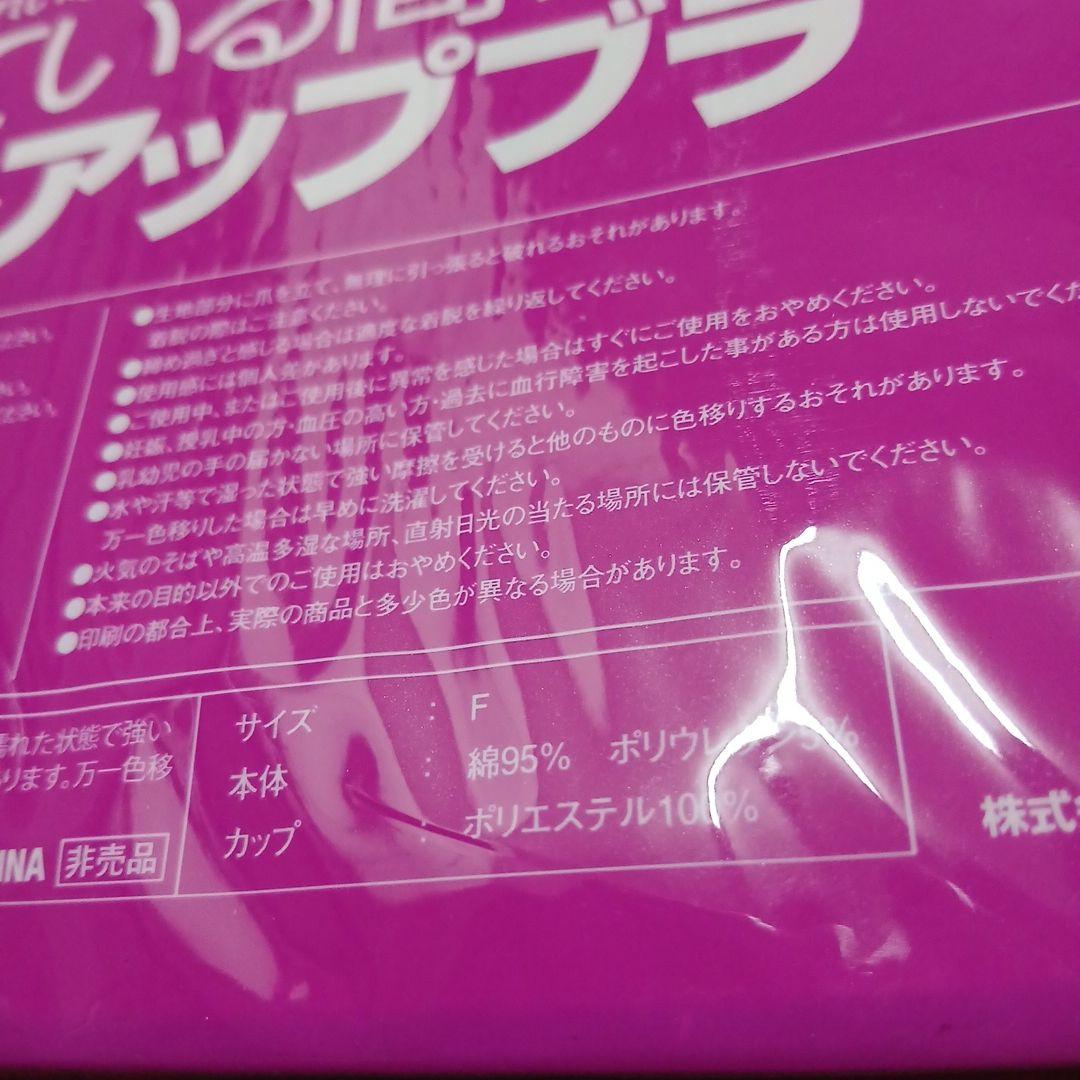 ている間
アップブラ
●生地部分に爪を立て、無理に引っ張ると破れるおそれがあります。
着脱の際はご注意ください。
●締め過ぎと感じる場合は適度な着脱を繰り返してください。
●使用感には個人差があります。
●ご使用中、またはご使用後に異常を感じた場合はすぐにご使用をおやめください。
●妊娠、授乳中の方・血圧の高い方・過去に血行障害を起こした事がある方は使用しないでくだ
●乳幼児の手の届かない場所に保管してください。
●水や汗等で湿った状態で強い摩擦を受けると他のものに色移りするおそれがあります。
万一色移りした場合は早めに洗濯してください。
●火気のそばや高温多湿な場所、直射日光の当たる場所には保管しないでください。
●本来の目的以外でのご使用はおやめください。
●印刷の都合上、実際の商品と多少色が異なる場合があります。
ださい。
濡れた状態で強い
ります。万一色移
INA 非売品
サイズ : F
本体 : 綿95% ポリウレタン5%
カップ : ポリエステル100%
株式